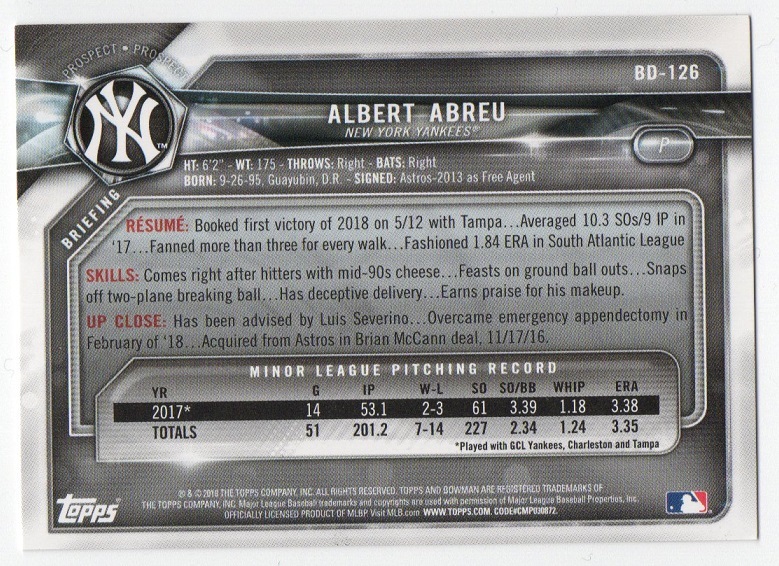 PROSPECT • PROSPECT
BD-126
NY
TM
ALBERT ABREU
NEW YORK YANKEES®
P
HT: 6'2" - WT: 175 - THROWS: Right - BATS: Right
BORN: 9-26-95, Guayubin, D.R. - SIGNED: Astros-2013 as Free Agent
BRIEFING
RÉSUMÉ: Booked first victory of 2018 on 5/12 with Tampa...Averaged 10.3 SOs/9 IP in
'17...Fanned more than three for every walk...Fashioned 1.84 ERA in South Atlantic League
SKILLS: Comes right after hitters with mid-90s cheese...Feasts on ground ball outs...Snaps
off two-plane breaking ball...Has deceptive delivery...Earns praise for his makeup.
UP CLOSE: Has been advised by Luis Severino...Overcame emergency appendectomy in
February of '18...Acquired from Astros in Brian McCann deal, 11/17/16.
MINOR LEAGUE PITCHING RECORD
YR G IP W-L SO SO/BB WHIP ERA
2017* 14 53.1 2-3 61 3.39 1.18 3.38
TOTALS 51 201.2 7-14 227 2.34 1.24 3.35
*Played with GCL Yankees, Charleston and Tampa
® & © 2018 THE TOPPS COMPANY, INC. ALL RIGHTS RESERVED. TOPPS AND BOWMAN ARE REGISTERED TRADEMARKS OF
THE TOPPS COMPANY, INC. Major League Baseball trademarks and copyrights are used with permission of Major League Baseball Properties, Inc.
OFFICIALLY LICENSED PRODUCT OF MLBP. Visit MLB.com WWW.TOPPS.COM. CODE#CMPU30872.
Topps®